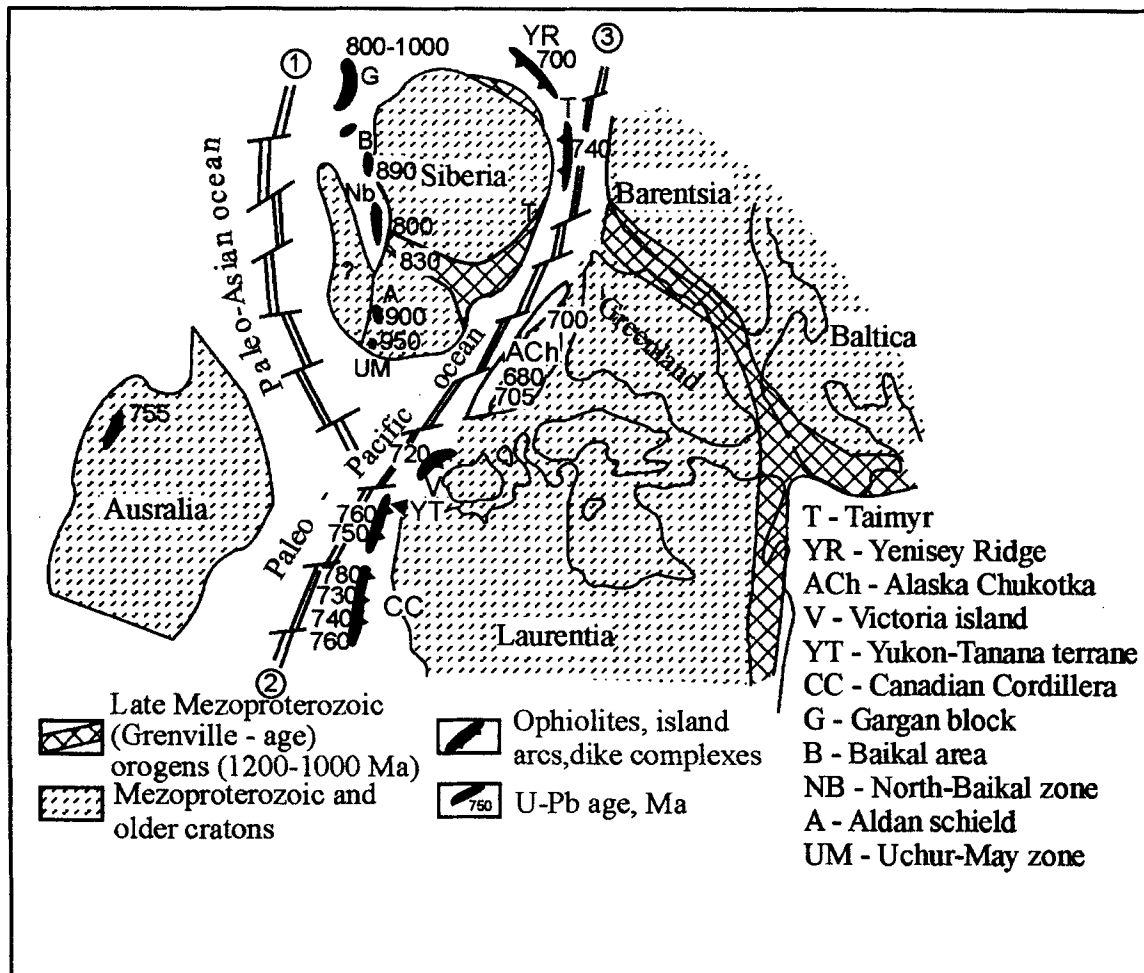 800-1000
G
YR
700
①
③
T
740
B
890
Siberia
Barentsia
Nb
800
T
830
?
Paleo-Asian ocean
A
900
950
UM
700
ACh
680
705
Greenland
Baltica
ocean
Pacific
Paleo
755
Ausralia
720
V
YT
760
750
780
730
740
760
CC
Laurentia
②
Late Mezoproterozoic
(Grenville - age)
orogens (1200-1000 Ma)
Mezoproterozoic and
older cratons
Ophiolites, island
arcs,dike complexes
750
U-Pb age, Ma
T - Taimyr
YR - Yenisey Ridge
ACh - Alaska Chukotka
V - Victoria island
YT - Yukon-Tanana terrane
CC - Canadian Cordillera
G - Gargan block
B - Baikal area
NB - North-Baikal zone
A - Aldan schield
UM - Uchur-May zone